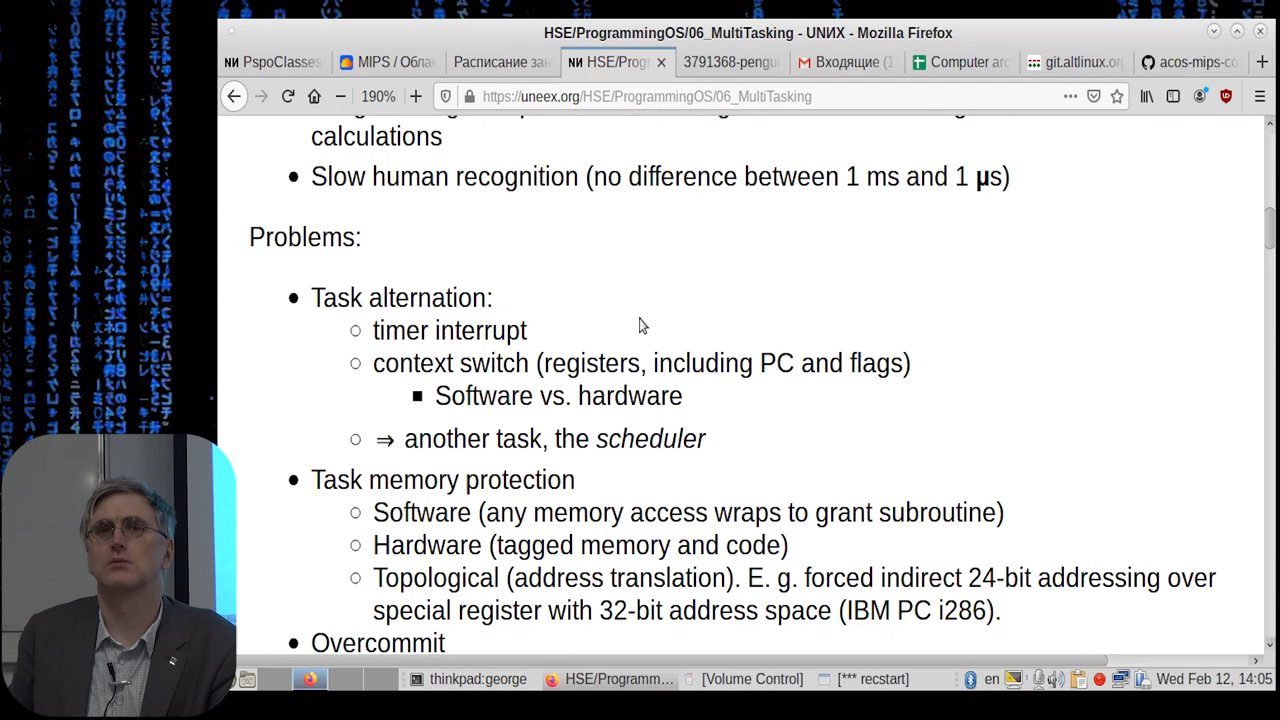 HSE/ProgrammingOS/06_MultiTasking - UNИX - Mozilla Firefox
ИИ PspoClasses
MIPS / Обла
Расписание зан
ИИ HSE/Prog
3791368-pengu
Входящие (1
Computer arc
git.altlinux.org
acos-mips-co
190%
https://uneex.org/HSE/ProgrammingOS/06_MultiTasking
calculations
• Slow human recognition (no difference between 1 ms and 1 µs)
Problems:
• Task alternation:
○ timer interrupt
○ context switch (registers, including PC and flags)
■ Software vs. hardware
○ ⇒ another task, the scheduler
• Task memory protection
○ Software (any memory access wraps to grant subroutine)
○ Hardware (tagged memory and code)
○ Topological (address translation). E. g. forced indirect 24-bit addressing over
special register with 32-bit address space (IBM PC i286).
• Overcommit
thinkpad:george
HSE/Programm...
[Volume Control]
[*** recstart]
en
Wed Feb 12, 14:05